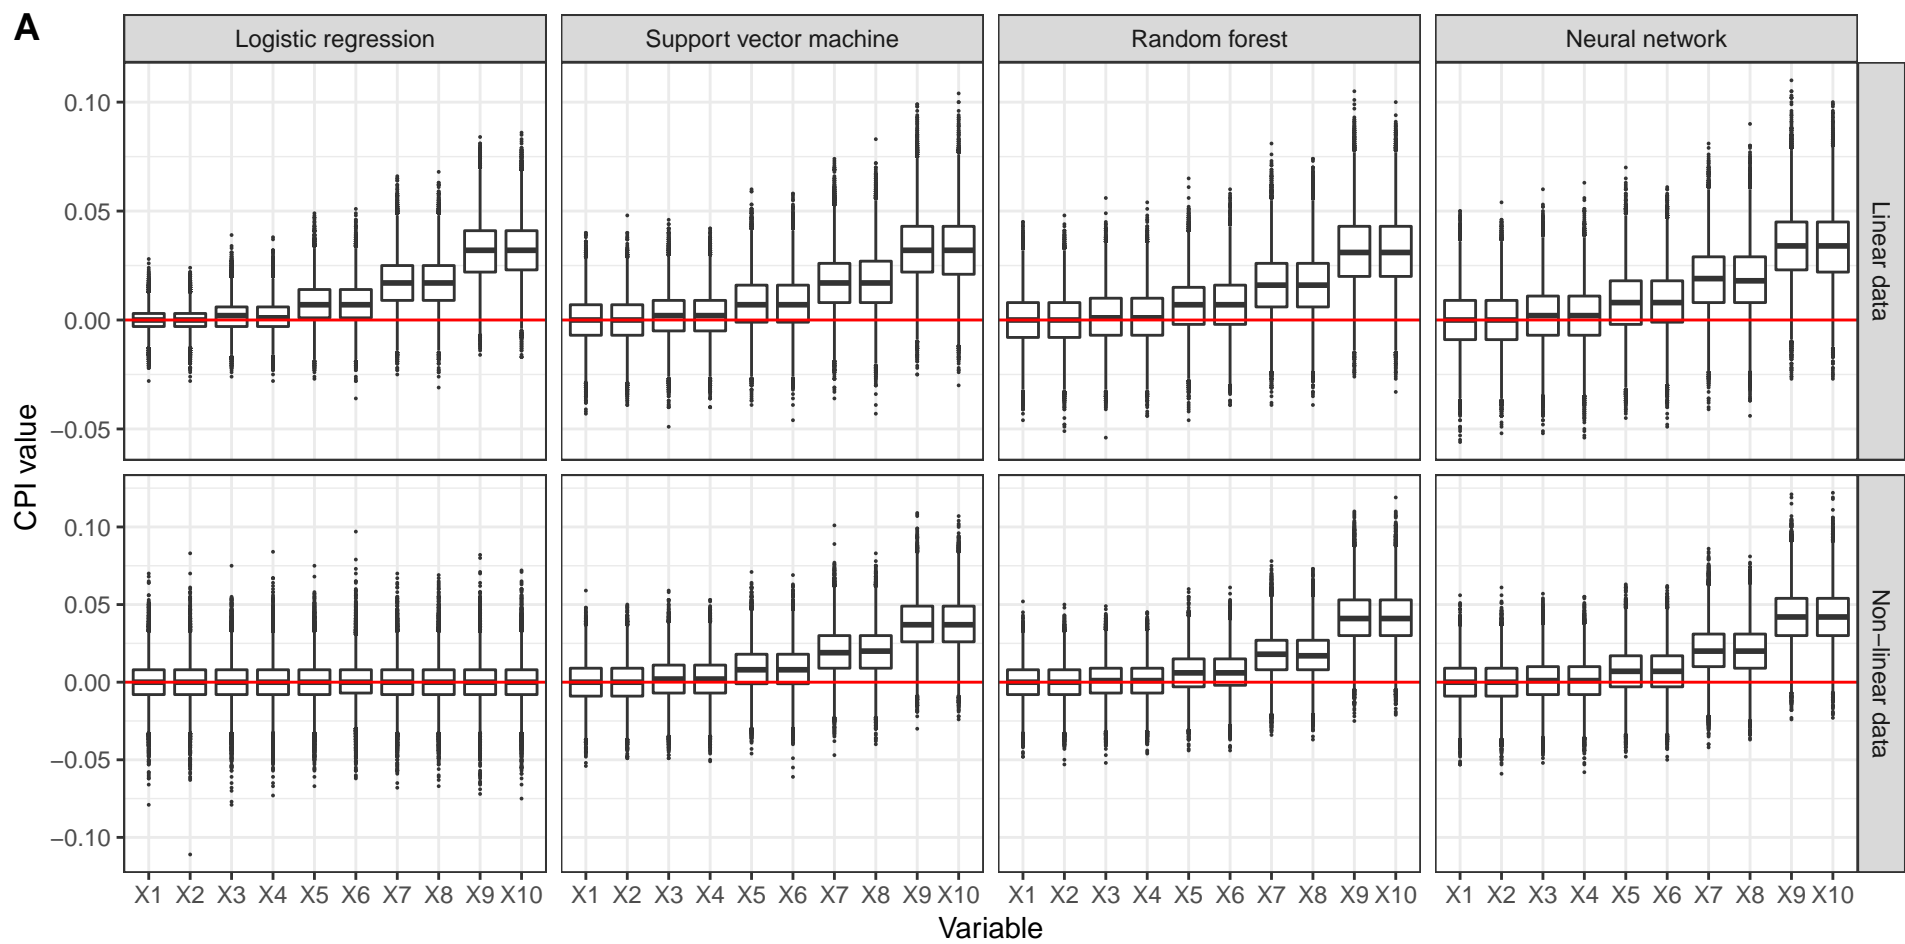 A
Logistic regression
Support vector machine
Random forest
Neural network
CPI value
0.10
0.05
0.00
−0.05
Linear data
0.10
0.05
0.00
−0.05
−0.10
Non−linear data
X1 X2 X3 X4 X5 X6 X7 X8 X9 X10
X1 X2 X3 X4 X5 X6 X7 X8 X9 X10
X1 X2 X3 X4 X5 X6 X7 X8 X9 X10
X1 X2 X3 X4 X5 X6 X7 X8 X9 X10
Variable